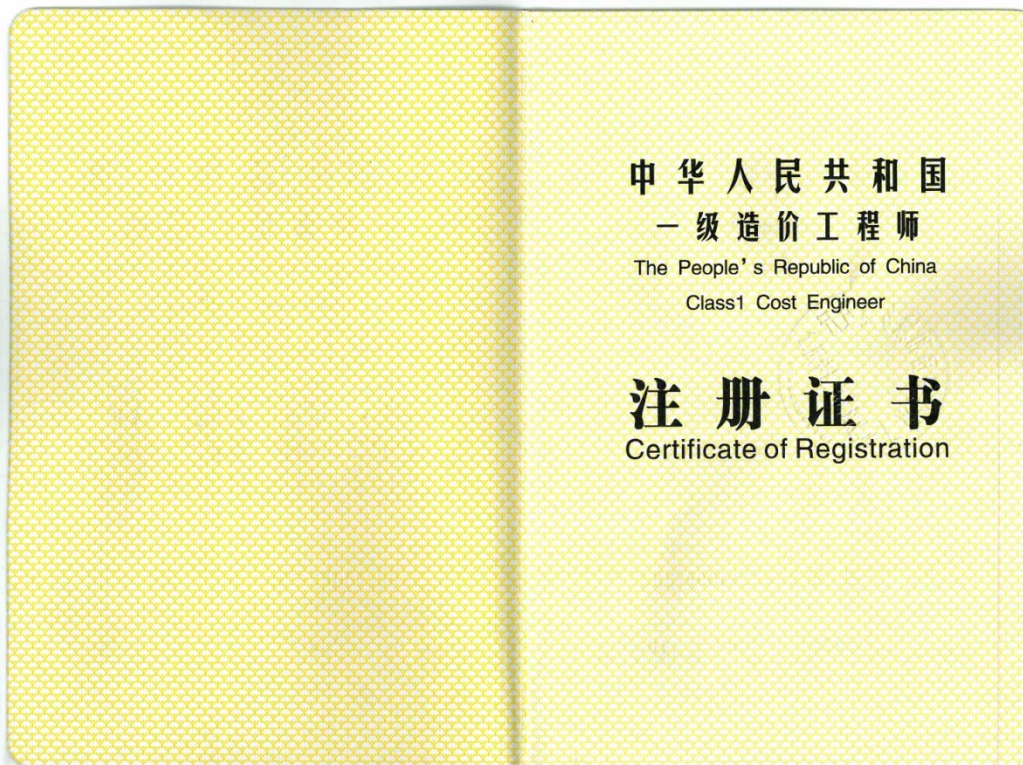 中华人民共和国
一级造价工程师
The People's Republic of China
Class1 Cost Engineer
注册证书
Certificate of Registration